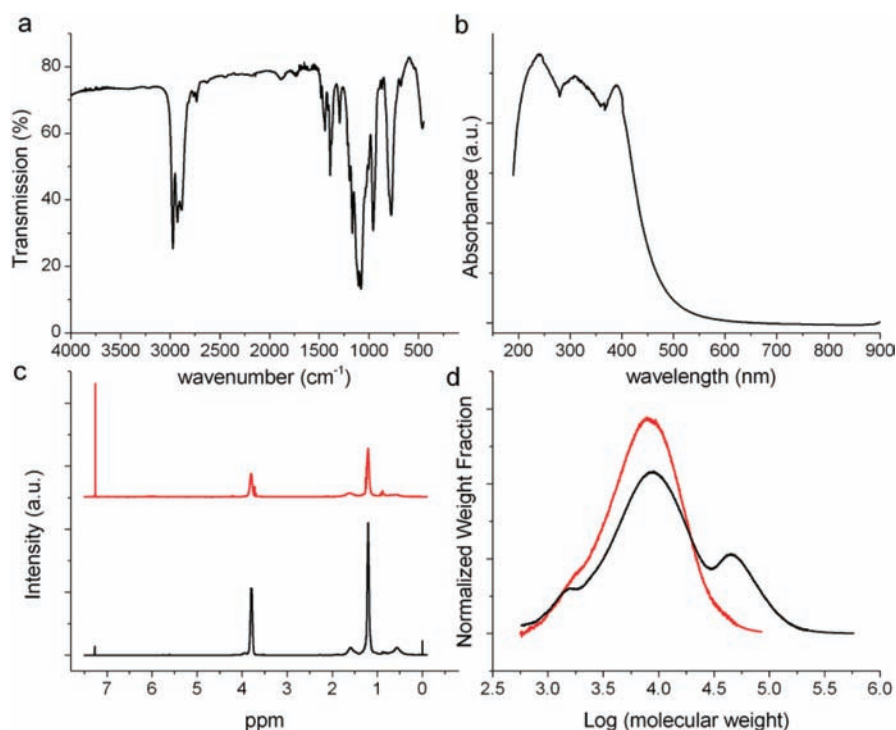 a
80
60
40
20
0
Transmission (%)
4000 3500 3000 2500 2000 1500 1000 500
wavenumber (cm⁻¹)
b
Absorbance (a.u.)
200 300 400 500 600 700 800 900
wavelength (nm)
c
Intensity (a.u.)
7 6 5 4 3 2 1 0
ppm
d
Normalized Weight Fraction
2.5 3.0 3.5 4.0 4.5 5.0 5.5 6.0
Log (molecular weight)